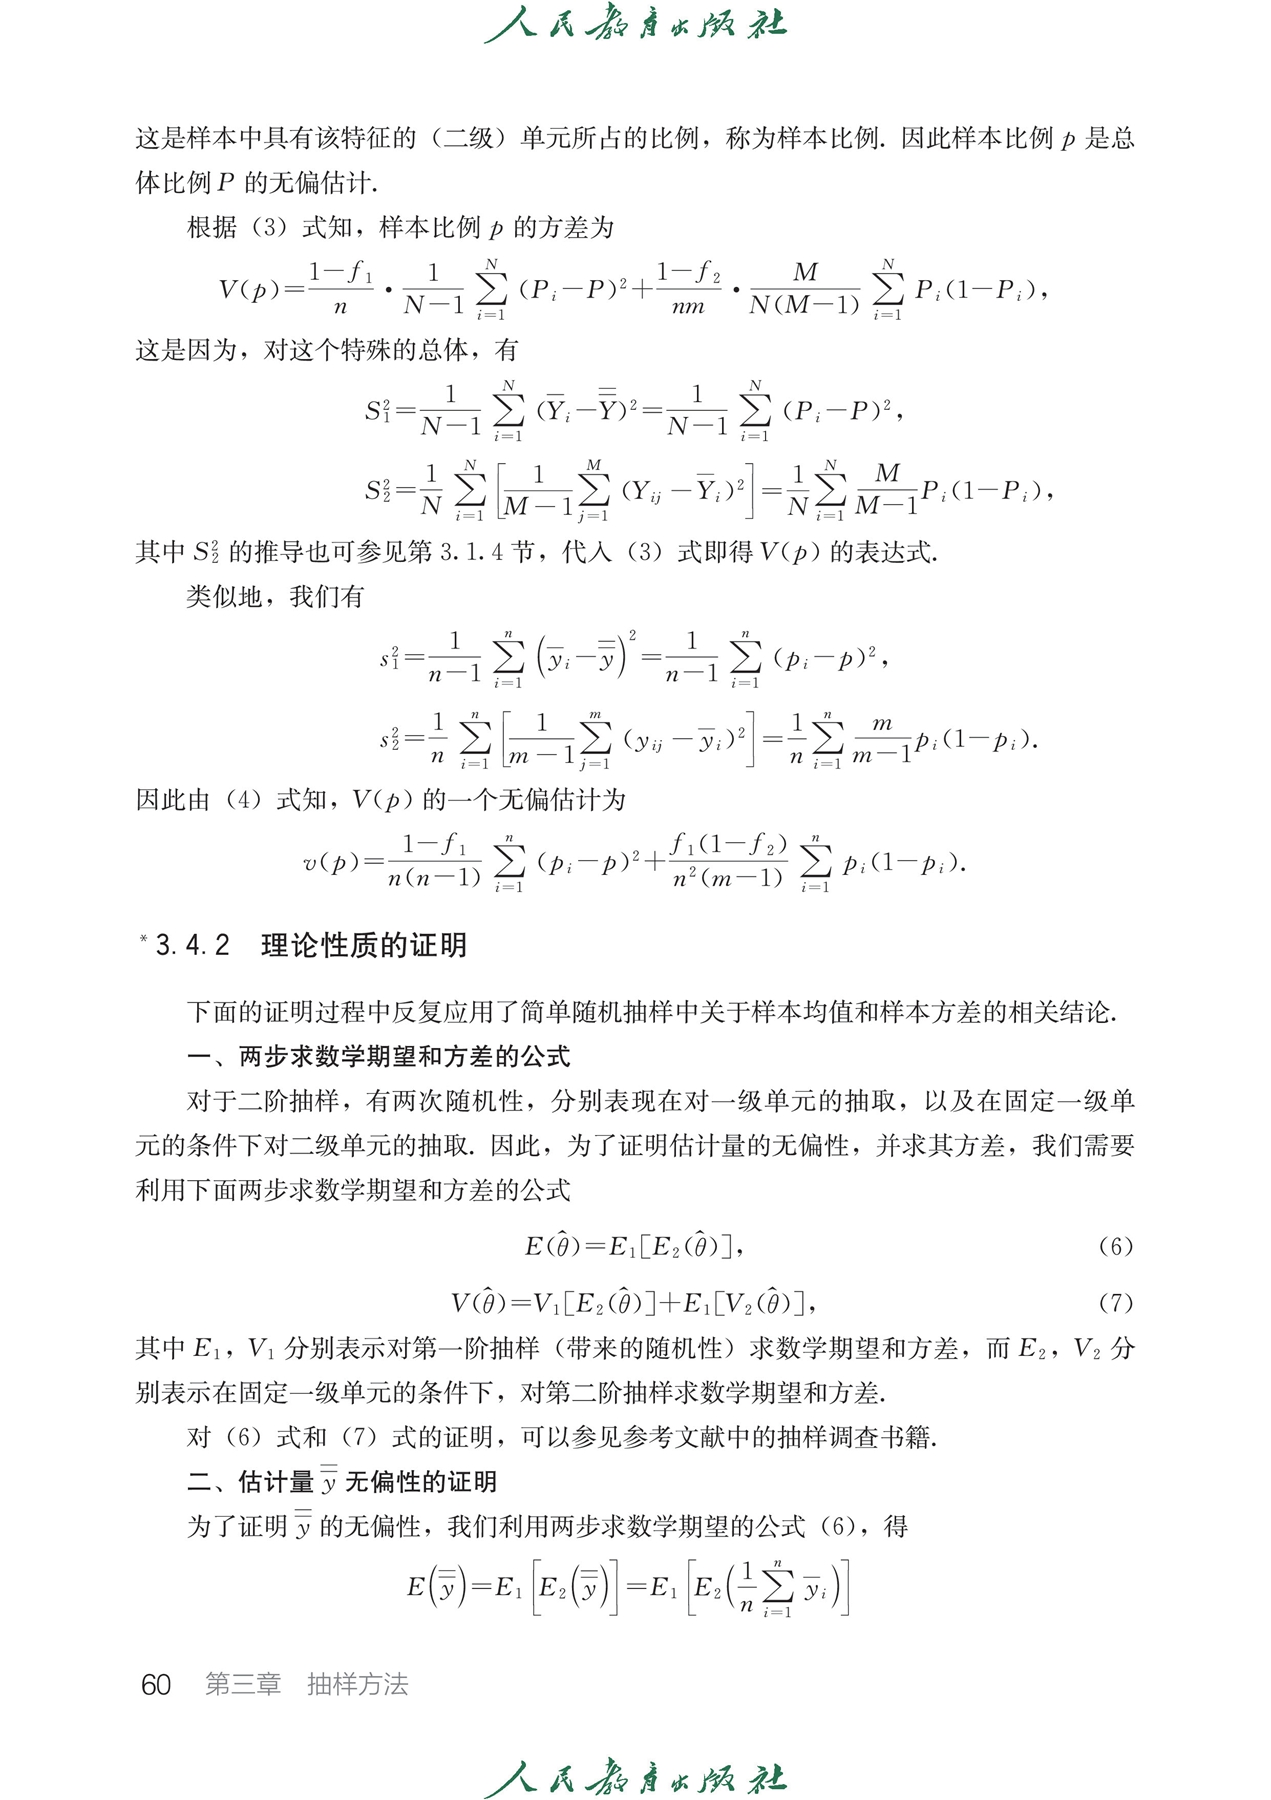 人民教育出版社
这是样本中具有该特征的（二级）单元所占的比例，称为样本比例. 因此样本比例 p 是总
体比例 P 的无偏估计.
根据（3）式知，样本比例 p 的方差为
$V(p)=\frac{1-f_1}{n}\cdot\frac{1}{N-1}\sum_{i=1}^{N}(P_i-P)^2+\frac{1-f_2}{nm}\cdot\frac{M}{N(M-1)}\sum_{i=1}^{N}P_i(1-P_i),$
这是因为，对这个特殊的总体，有
$S_1^2=\frac{1}{N-1}\sum_{i=1}^{N}(\overline{Y}_i-\overline{\overline{Y}})^2=\frac{1}{N-1}\sum_{i=1}^{N}(P_i-P)^2,$
$S_2^2=\frac{1}{N}\sum_{i=1}^{N}\left[\frac{1}{M-1}\sum_{j=1}^{M}(Y_{ij}-\overline{Y}_i)^2\right]=\frac{1}{N}\sum_{i=1}^{N}\frac{M}{M-1}P_i(1-P_i),$
其中 $S_2^2$ 的推导也可参见第 3.1.4 节，代入（3）式即得 V(p) 的表达式.
类似地，我们有
$s_1^2=\frac{1}{n-1}\sum_{i=1}^{n}\left(\overline{y}_i-\overline{\overline{y}}\right)^2=\frac{1}{n-1}\sum_{i=1}^{n}(p_i-p)^2,$
$s_2^2=\frac{1}{n}\sum_{i=1}^{n}\left[\frac{1}{m-1}\sum_{j=1}^{m}(y_{ij}-\overline{y}_i)^2\right]=\frac{1}{n}\sum_{i=1}^{n}\frac{m}{m-1}p_i(1-p_i).$
因此由（4）式知，V(p) 的一个无偏估计为
$v(p)=\frac{1-f_1}{n(n-1)}\sum_{i=1}^{n}(p_i-p)^2+\frac{f_1(1-f_2)}{n^2(m-1)}\sum_{i=1}^{n}p_i(1-p_i).$
*3.4.2 理论性质的证明
下面的证明过程中反复应用了简单随机抽样中关于样本均值和样本方差的相关结论.
一、两步求数学期望和方差的公式
对于二阶抽样，有两次随机性，分别表现在对一级单元的抽取，以及在固定一级单
元的条件下对二级单元的抽取. 因此，为了证明估计量的无偏性，并求其方差，我们需要
利用下面两步求数学期望和方差的公式
$E(\hat{\theta})=E_1[E_2(\hat{\theta})],$ （6）
$V(\hat{\theta})=V_1[E_2(\hat{\theta})]+E_1[V_2(\hat{\theta})],$ （7）
其中 $E_1$，$V_1$ 分别表示对第一阶抽样（带来的随机性）求数学期望和方差，而 $E_2$，$V_2$ 分
别表示在固定一级单元的条件下，对第二阶抽样求数学期望和方差.
对（6）式和（7）式的证明，可以参见参考文献中的抽样调查书籍.
二、估计量 $\overline{\overline{y}}$ 无偏性的证明
为了证明 $\overline{\overline{y}}$ 的无偏性，我们利用两步求数学期望的公式（6），得
$E\left(\overline{\overline{y}}\right)=E_1\left[E_2\left(\overline{\overline{y}}\right)\right]=E_1\left[E_2\left(\frac{1}{n}\sum_{i=1}^{n}\overline{y}_i\right)\right]$
60 第三章 抽样方法
人民教育出版社